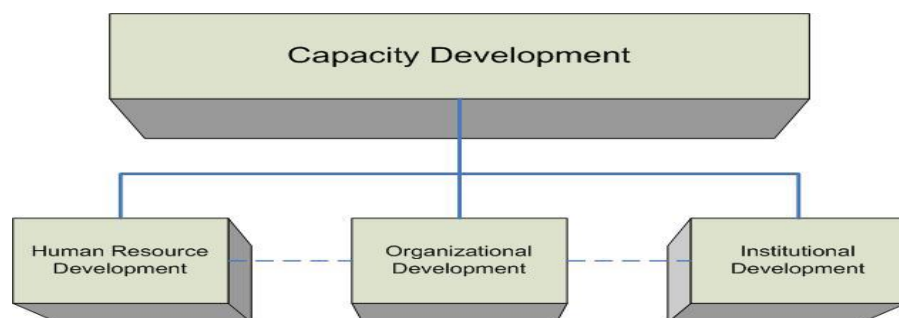 Capacity Development
Human Resource
Development
Organizational
Development
Institutional
Development